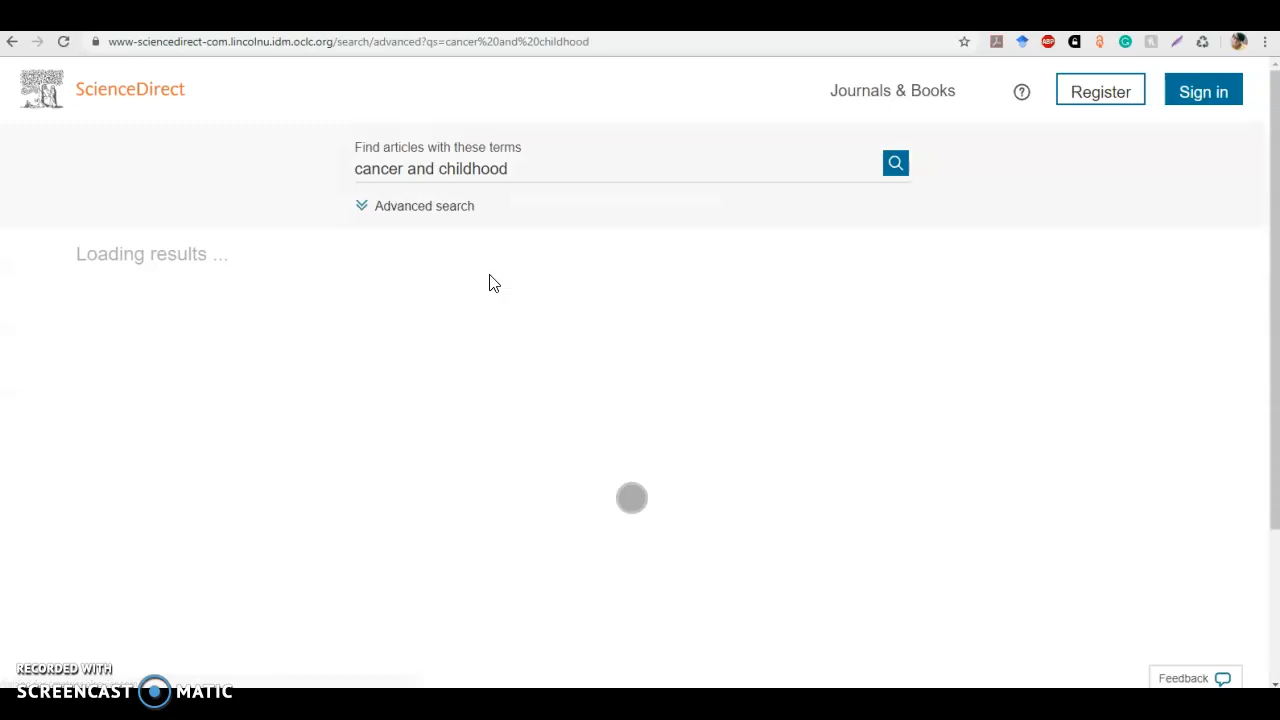 www-sciencedirect-com.lincolnu.idm.oclc.org/search/advanced?qs=cancer%20and%20childhood
ABP
ScienceDirect
Journals & Books
?
Register
Sign in
Find articles with these terms
cancer and childhood
Advanced search
Loading results ...
Feedback
RECORDED WITH
SCREENCAST MATIC